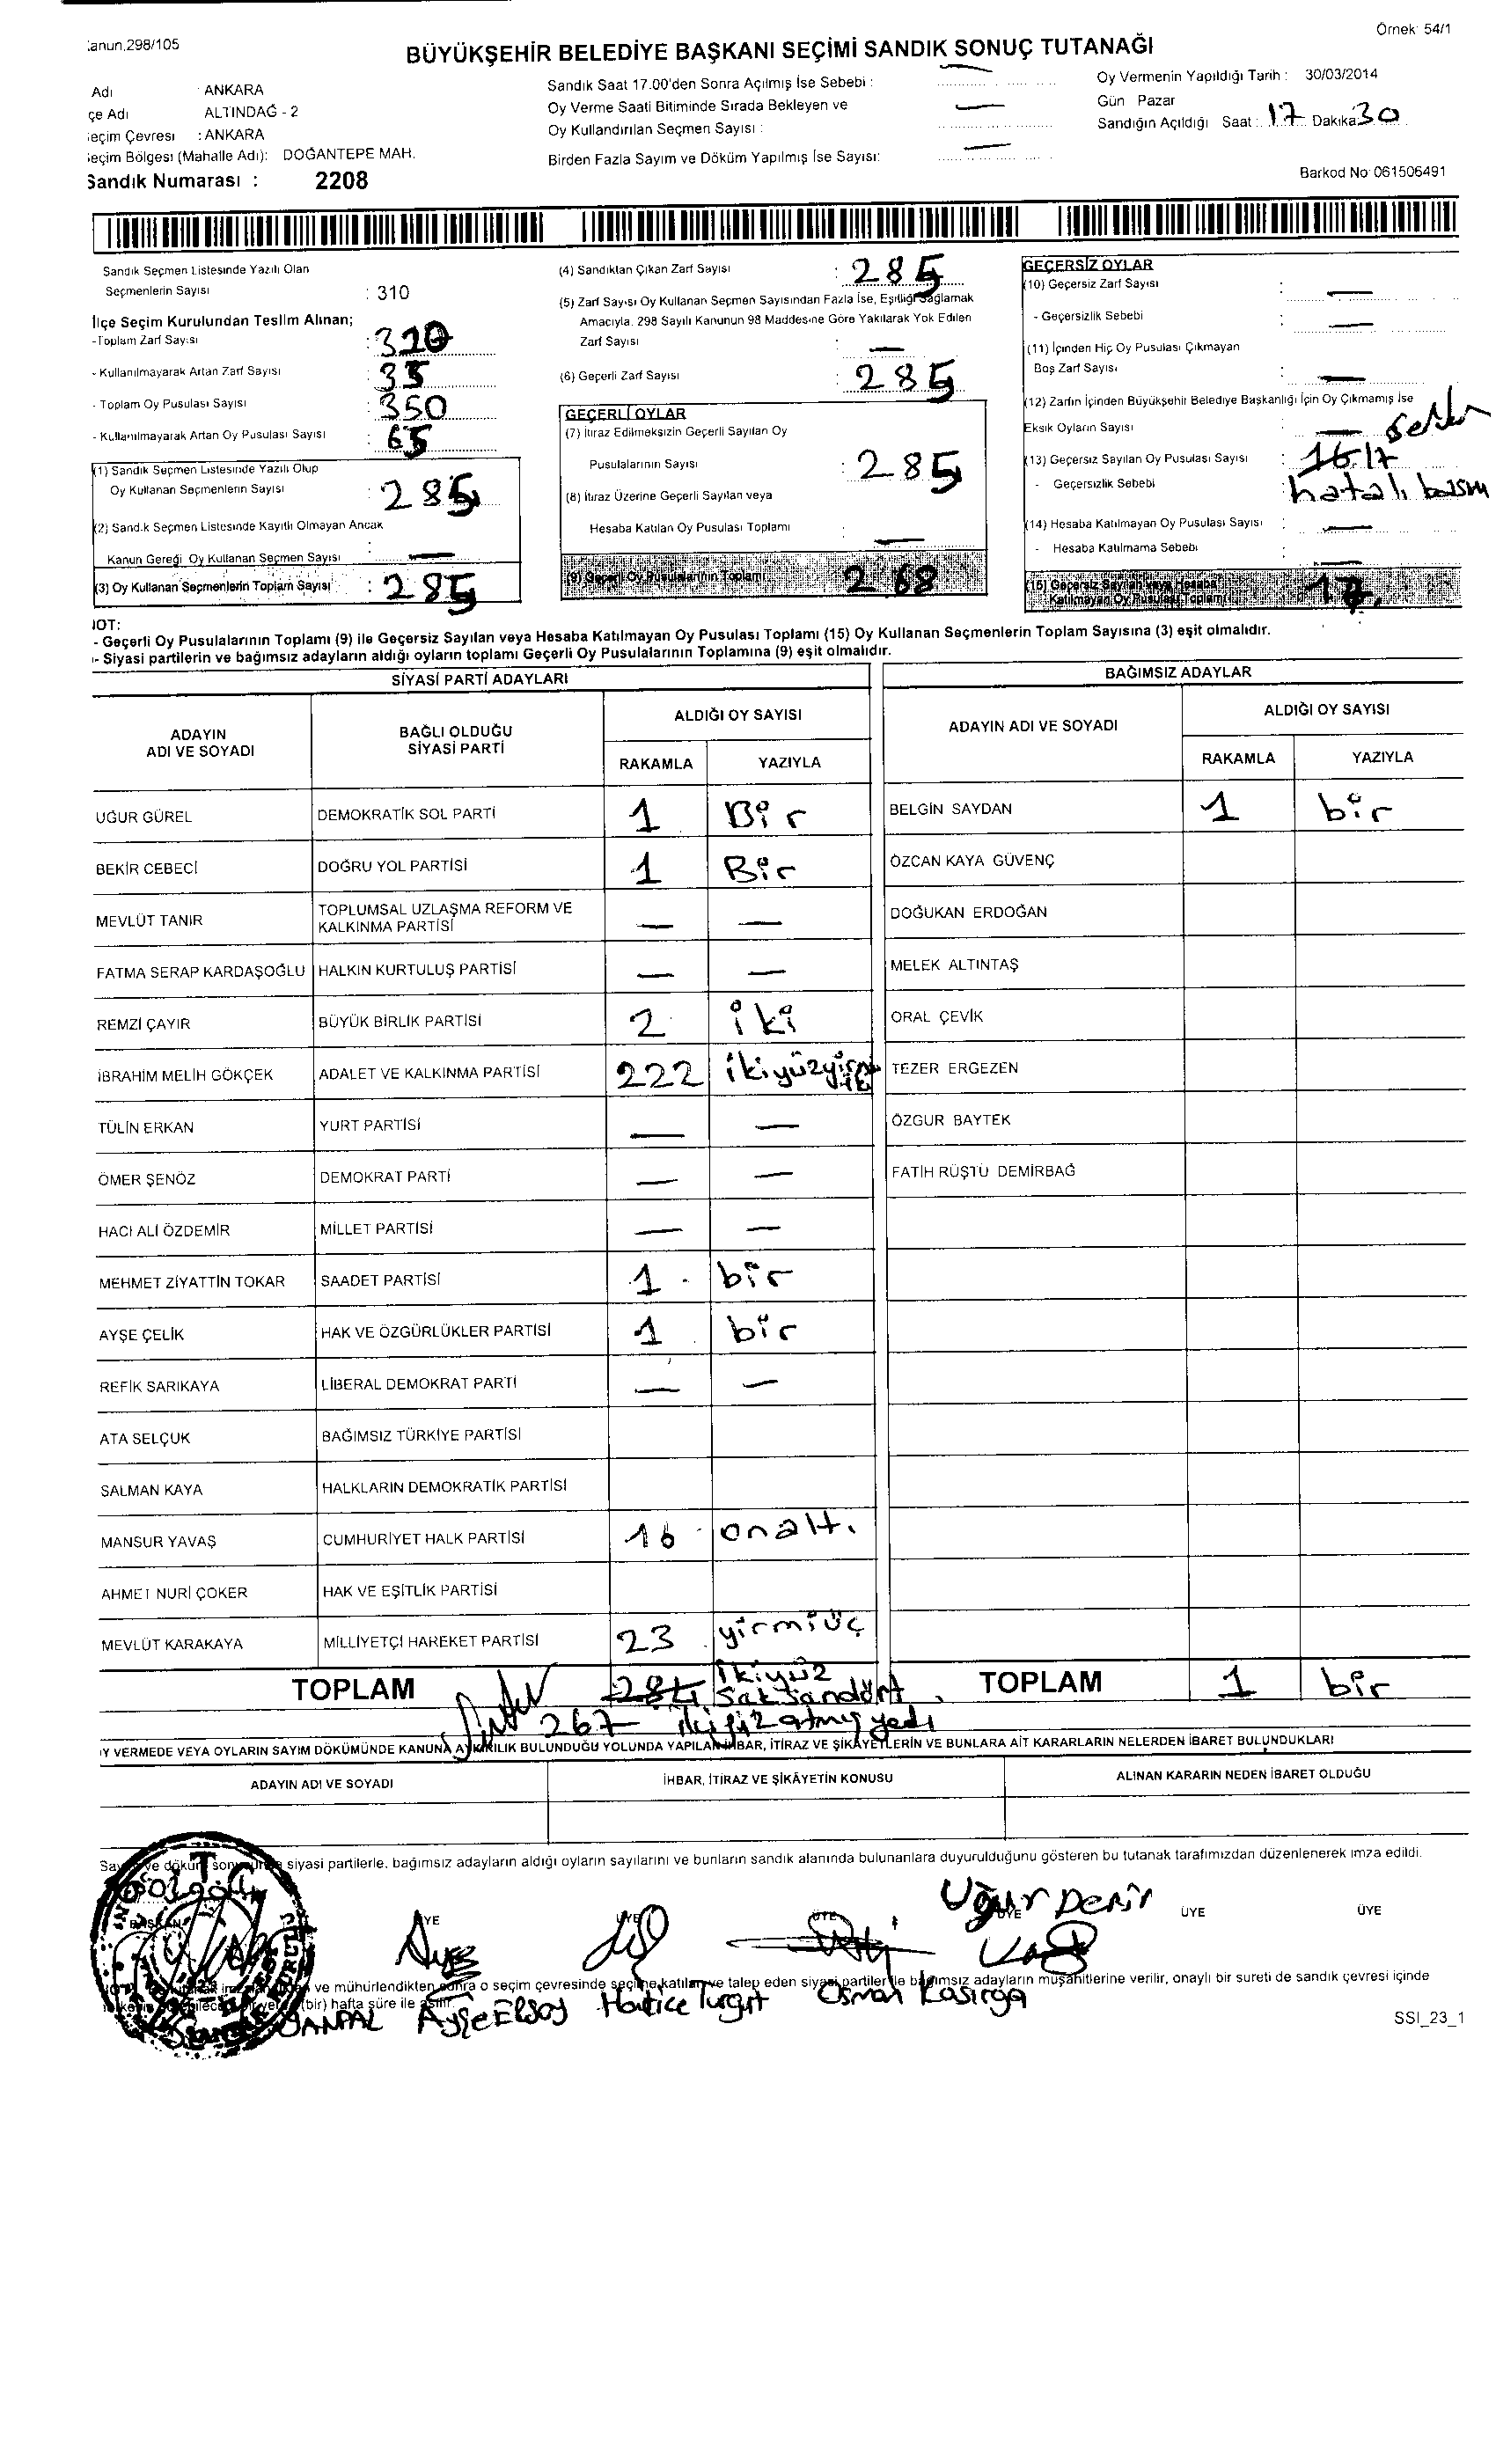 Örnek: 54/1
Kanun.298/105
BÜYÜKŞEHİR BELEDİYE BAŞKANI SEÇİMİ SANDIK SONUÇ TUTANAĞI
Adı : ANKARA
çe Adı ALTINDAĞ - 2
eçim Çevresi : ANKARA
eçim Bölgesi (Mahalle Adı): DOĞANTEPE MAH.
Sandık Numarası : 2208
Sandık Saat 17.00'den Sonra Açılmış İse Sebebi : —
Oy Verme Saati Bitiminde Sırada Bekleyen ve
Oy Kullandırılan Seçmen Sayısı : —
Birden Fazla Sayım ve Döküm Yapılmış İse Sayısı: —
Oy Vermenin Yapıldığı Tarih : 30/03/2014
Gün Pazar
Sandığın Açıldığı Saat : 17 Dakika 30
Barkod No: 061506491
Sandık Seçmen Listesinde Yazılı Olan
Seçmenlerin Sayısı : 310
İlçe Seçim Kurulundan Teslim Alınan;
-Toplam Zarf Sayısı : 320
- Kullanılmayarak Artan Zarf Sayısı : 35
- Toplam Oy Pusulası Sayısı : 350
- Kullanılmayarak Artan Oy Pusulası Sayısı : 65
(1) Sandık Seçmen Listesinde Yazılı Olup
Oy Kullanan Seçmenlerin Sayısı : 285
(2) Sandık Seçmen Listesinde Kayıtlı Olmayan Ancak
Kanun Gereği Oy Kullanan Seçmen Sayısı : —
(3) Oy Kullanan Seçmenlerin Toplam Sayısı : 285
(4) Sandıktan Çıkan Zarf Sayısı : 285
(5) Zarf Sayısı Oy Kullanan Seçmen Sayısından Fazla İse, Eşitliği Sağlamak
Amacıyla, 298 Sayılı Kanunun 98 Maddesine Göre Yakılarak Yok Edilen
Zarf Sayısı : —
(6) Geçerli Zarf Sayısı : 285
GEÇERLİ OYLAR
(7) İtiraz Edilmeksizin Geçerli Sayılan Oy
Pusulalarının Sayısı : 285
(8) İtiraz Üzerine Geçerli Sayılan veya
Hesaba Katılan Oy Pusulası Toplamı : —
(9) Geçerli Oy Pusulalarının Toplamı 268
GEÇERSİZ OYLAR
(10) Geçersiz Zarf Sayısı : —
- Geçersizlik Sebebi : —
(11) İçinden Hiç Oy Pusulası Çıkmayan
Boş Zarf Sayısı : —
(12) Zarfın İçinden Büyükşehir Belediye Başkanlığı İçin Oy Çıkmamış İse
Eksik Oyların Sayısı : —
(13) Geçersiz Sayılan Oy Pusulası Sayısı : 16 17
- Geçersizlik Sebebi : hatalı basım
(14) Hesaba Katılmayan Oy Pusulası Sayısı : —
- Hesaba Katılmama Sebebi : —
(15) Geçersiz Sayılan veya Hesaba
Katılmayan Oy Pusulası Toplamı 17
NOT:
- Geçerli Oy Pusulalarının Toplamı (9) ile Geçersiz Sayılan veya Hesaba Katılmayan Oy Pusulası Toplamı (15) Oy Kullanan Seçmenlerin Toplam Sayısına (3) eşit olmalıdır.
- Siyasi partilerin ve bağımsız adayların aldığı oyların toplamı Geçerli Oy Pusulalarının Toplamına (9) eşit olmalıdır.
SİYASİ PARTİ ADAYLARI BAĞIMSIZ ADAYLAR
ADAYIN ADI VE SOYADI BAĞLI OLDUĞU SİYASİ PARTİ ALDIĞI OY SAYISI ADAYIN ADI VE SOYADI ALDIĞI OY SAYISI
RAKAMLA YAZIYLA RAKAMLA YAZIYLA
UĞUR GÜREL DEMOKRATİK SOL PARTİ 1 Bir BELGİN SAYDAN 1 bir
BEKİR CEBECİ DOĞRU YOL PARTİSİ 1 Bir ÖZCAN KAYA GÜVENÇ
MEVLÜT TANIR TOPLUMSAL UZLAŞMA REFORM VE KALKINMA PARTİSİ — — DOĞUKAN ERDOĞAN
FATMA SERAP KARDAŞOĞLU HALKIN KURTULUŞ PARTİSİ — — MELEK ALTINTAŞ
REMZİ ÇAYIR BÜYÜK BİRLİK PARTİSİ 2 iki ORAL ÇEVİK
İBRAHİM MELİH GÖKÇEK ADALET VE KALKINMA PARTİSİ 222 ikiyüzyirmi iki TEZER ERGEZEN
TÜLİN ERKAN YURT PARTİSİ — — ÖZGUR BAYTEK
ÖMER ŞENÖZ DEMOKRAT PARTİ — — FATİH RÜŞTÜ DEMİRBAĞ
HACI ALİ ÖZDEMİR MİLLET PARTİSİ — —
MEHMET ZİYATTİN TOKAR SAADET PARTİSİ 1 bir
AYŞE ÇELİK HAK VE ÖZGÜRLÜKLER PARTİSİ 1 bir
REFİK SARIKAYA LİBERAL DEMOKRAT PARTİ — —
ATA SELÇUK BAĞIMSIZ TÜRKİYE PARTİSİ
SALMAN KAYA HALKLARIN DEMOKRATİK PARTİSİ
MANSUR YAVAŞ CUMHURİYET HALK PARTİSİ 16 onaltı
AHMET NURİ ÇOKER HAK VE EŞİTLİK PARTİSİ
MEVLÜT KARAKAYA MİLLİYETÇİ HAREKET PARTİSİ 23 yirmiüç
TOPLAM 284 ikiyüz Seksandört TOPLAM 1 bir
267 ikiyüz atmış yedi
OY VERMEDE VEYA OYLARIN SAYIM DÖKÜMÜNDE KANUNA AYKIRILIK BULUNDUĞU YOLUNDA YAPILAN İHBAR, İTİRAZ VE ŞİKÂYETLERİN VE BUNLARA AİT KARARLARIN NELERDEN İBARET BULUNDUKLARI
ADAYIN ADI VE SOYADI İHBAR, İTİRAZ VE ŞİKÂYETİN KONUSU ALINAN KARARIN NEDEN İBARET OLDUĞU
Sayım ve döküm sonucunda siyasi partilerle, bağımsız adayların aldığı oyların sayılarını ve bunların sandık alanında bulunanlara duyurulduğunu gösteren bu tutanak tarafımızdan düzenlenerek imza edildi.
Uğur Demir
BAŞKAN ÜYE ÜYE ÜYE ÜYE ÜYE ÜYE
Ayşe
ve mühürlendikten sonra o seçim çevresinde seçime katılan ve talep eden siyasi partiler ile bağımsız adayların müşahitlerine verilir, onaylı bir sureti de sandık çevresi içinde
(bir) hafta süre ile asılır.
Ayşe Elsoy Hatice Turgut Osman Kasırga
SSI_23_1